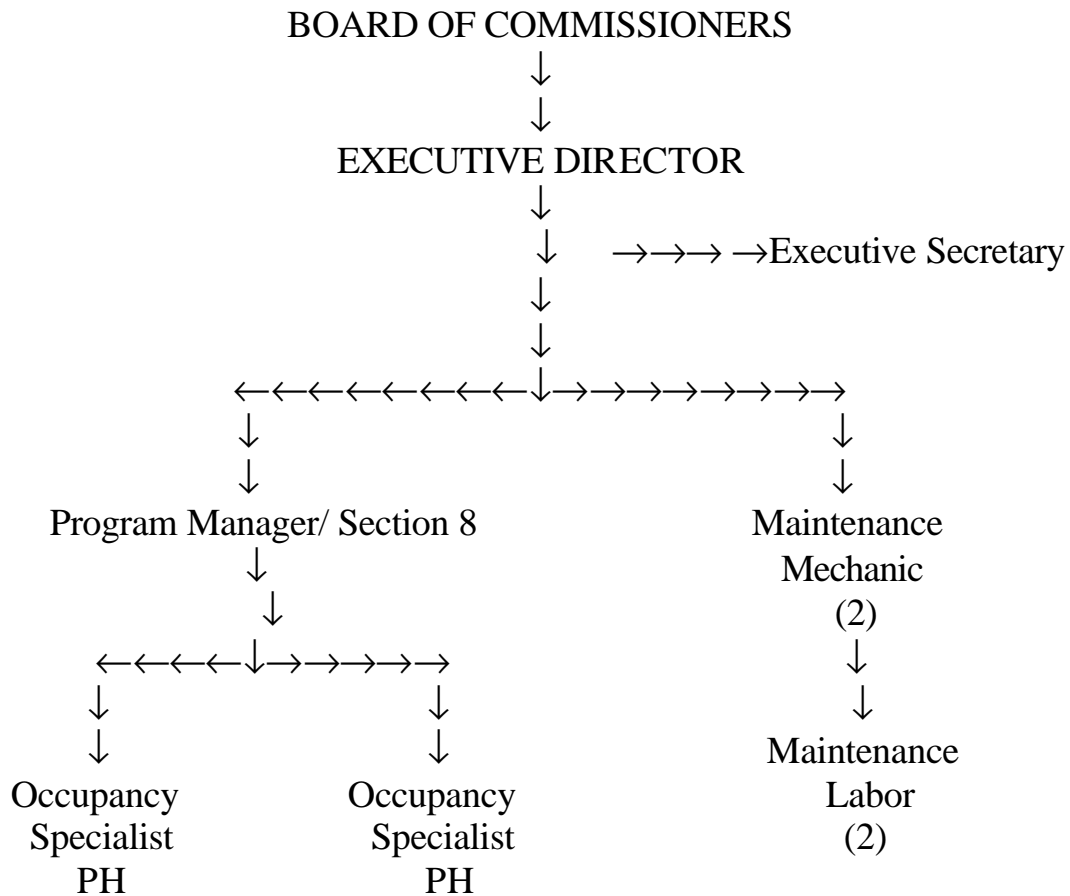 BOARD OF COMMISSIONERS
↓
↓
EXECUTIVE DIRECTOR
↓
↓ →→→ →Executive Secretary
↓
↓
←←←←←←←←↓→→→→→→→→
↓ ↓
↓ ↓
Program Manager/ Section 8 Maintenance
↓ Mechanic
↓ (2)
←←←←↓→→→→→ ↓
↓ ↓ ↓
↓ ↓ Maintenance
Occupancy Occupancy Labor
Specialist Specialist (2)
PH PH